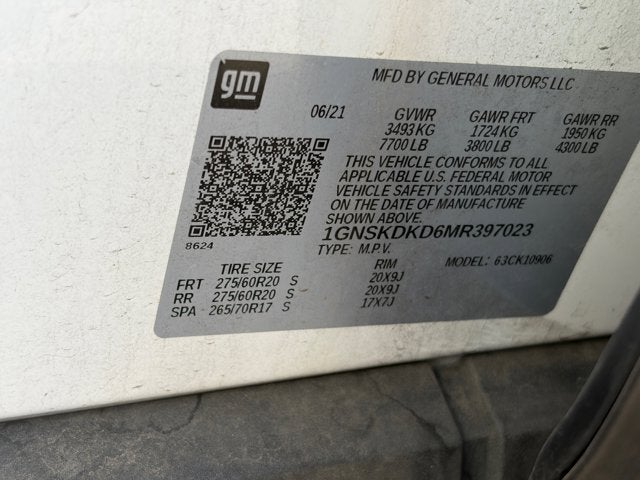 gm
MFD BY GENERAL MOTORS LLC
06/21 GVWR GAWR FRT GAWR RR
3493 KG 1724 KG 1950 KG
7700 LB 3800 LB 4300 LB
THIS VEHICLE CONFORMS TO ALL
APPLICABLE U.S. FEDERAL MOTOR
VEHICLE SAFETY STANDARDS IN EFFECT
ON THE DATE OF MANUFACTURE
SHOWN ABOVE.
8624
1GNSKDKD6MR397023
TYPE: M.P.V. MODEL: 63CK10906
TIRE SIZE RIM
FRT 275/60R20 S 20X9J
RR 275/60R20 S 20X9J
SPA 265/70R17 S 17X7J